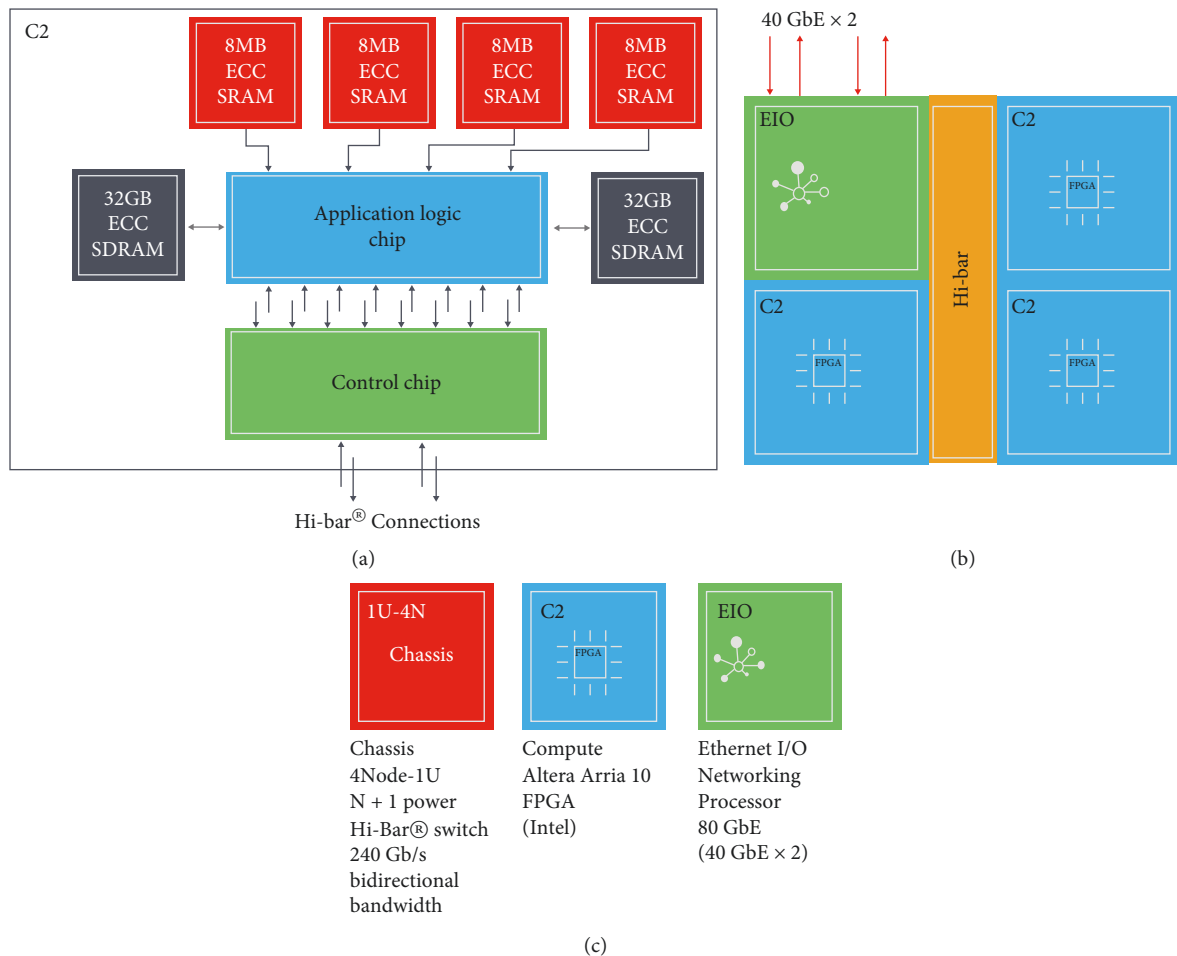 C2
8MB
ECC
SRAM
8MB
ECC
SRAM
8MB
ECC
SRAM
8MB
ECC
SRAM
32GB
ECC
SDRAM
Application logic
chip
32GB
ECC
SDRAM
Control chip
Hi-bar® Connections
(a)
40 GbE × 2
EIO
C2
FPGA
Hi-bar
C2
FPGA
C2
FPGA
(b)
1U-4N
Chassis
Chassis
4Node-1U
N + 1 power
Hi-Bar® switch
240 Gb/s
bidirectional
bandwidth
C2
FPGA
Compute
Altera Arria 10
FPGA
(Intel)
EIO
Ethernet I/O
Networking
Processor
80 GbE
(40 GbE × 2)
(c)